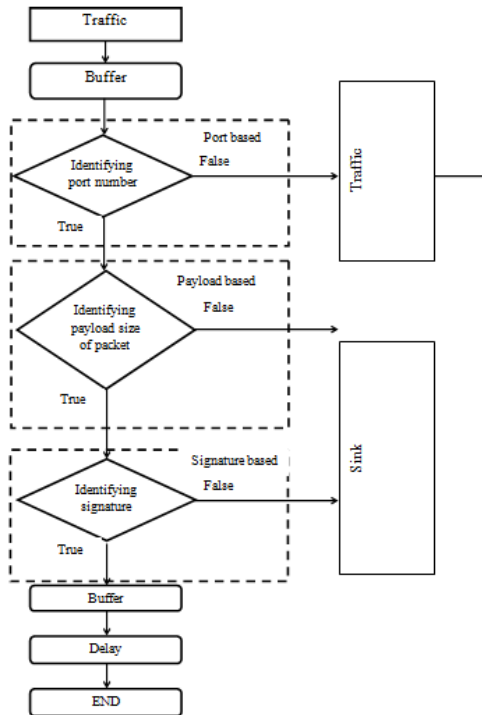 Traffic
Buffer
Port based
Identifying
port number
False
Traffic
True
Payload based
Identifying
payload size
of packet
False
True
Signature based
Identifying
signature
False
Sink
True
Buffer
Delay
END